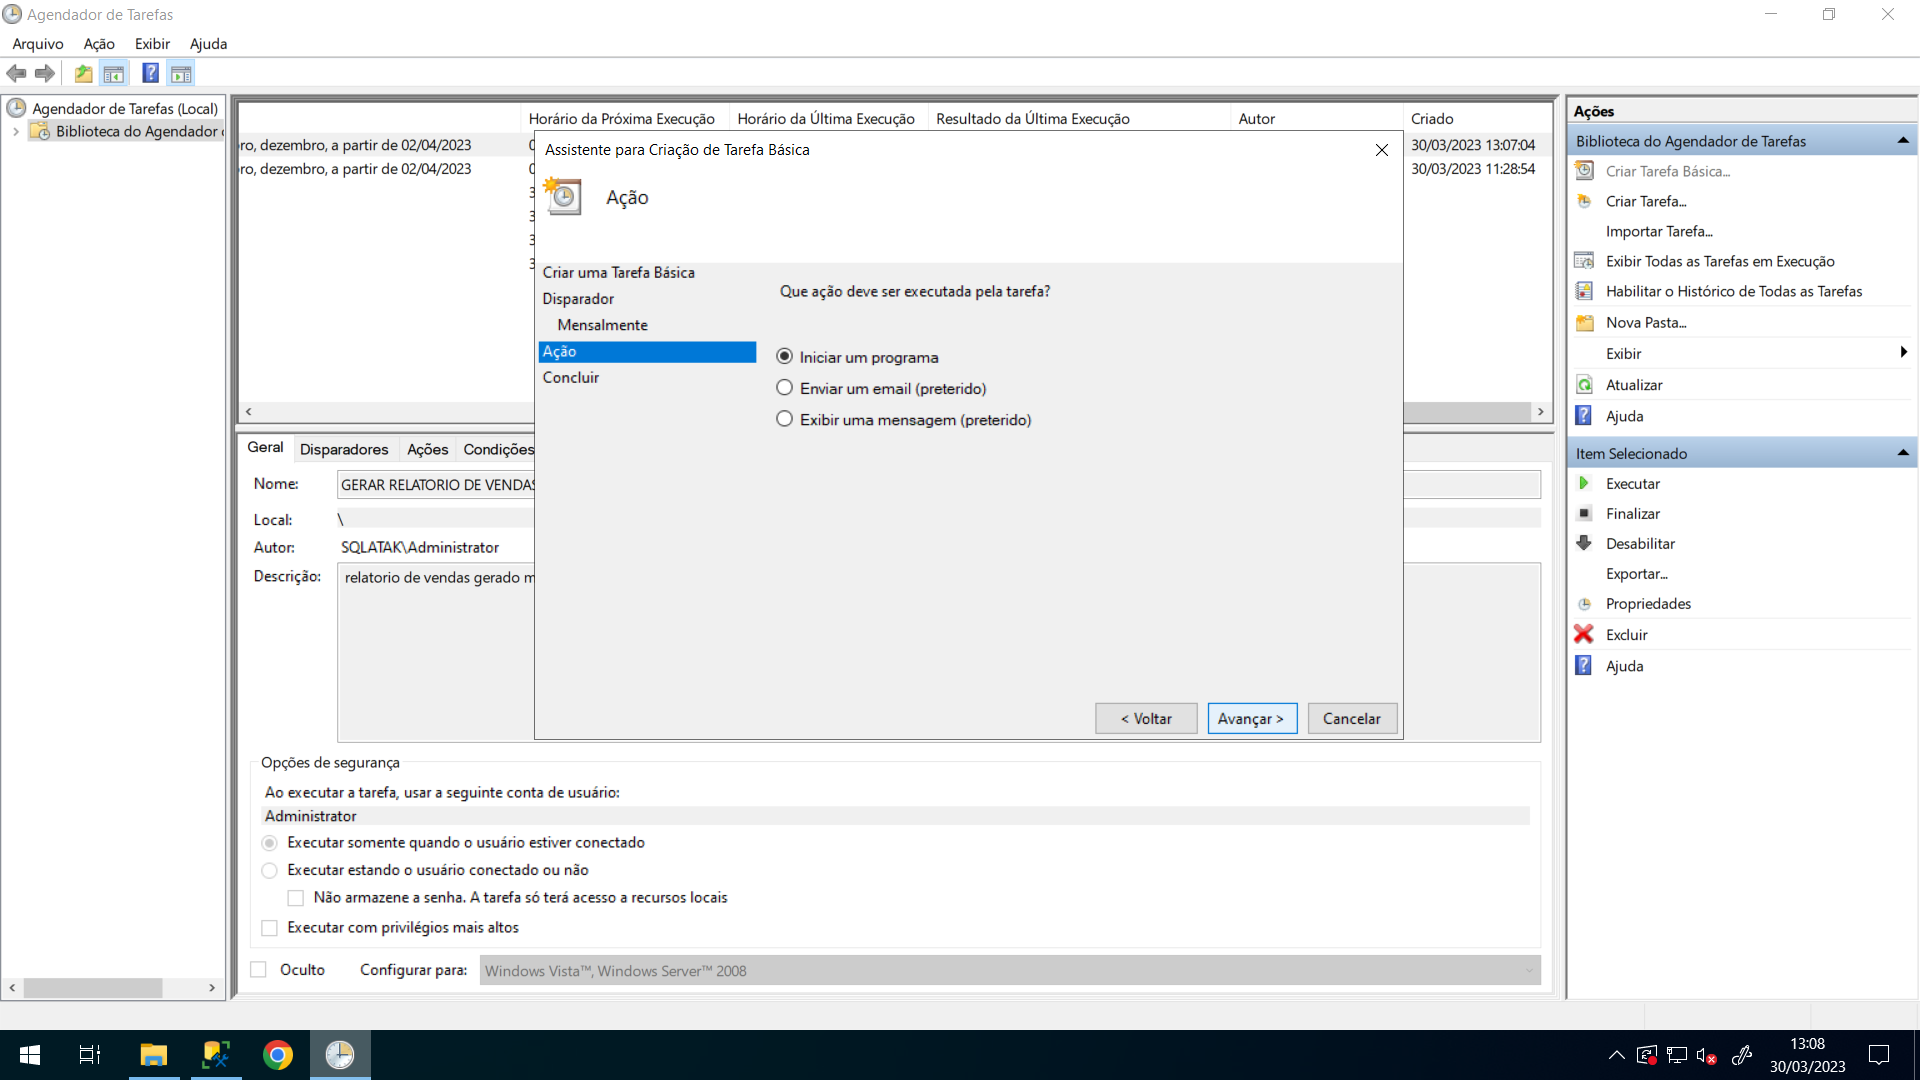 Agendador de Tarefas
Arquivo Ação Exibir Ajuda
Agendador de Tarefas (Local)
Biblioteca do Agendador
Horário da Próxima Execução Horário da Última Execução Resultado da Última Execução Autor Criado
ro, dezembro, a partir de 02/04/2023 30/03/2023 13:07:04
ro, dezembro, a partir de 02/04/2023 30/03/2023 11:28:54
Assistente para Criação de Tarefa Básica
Ação
Criar uma Tarefa Básica
Disparador
Mensalmente
Ação
Concluir
Que ação deve ser executada pela tarefa?
Iniciar um programa
Enviar um email (preterido)
Exibir uma mensagem (preterido)
< Voltar Avançar > Cancelar
Geral Disparadores Ações Condições
Nome: GERAR RELATORIO DE VENDAS
Local: \
Autor: SQLATAK\Administrator
Descrição: relatorio de vendas gerado m
Opções de segurança
Ao executar a tarefa, usar a seguinte conta de usuário:
Administrator
Executar somente quando o usuário estiver conectado
Executar estando o usuário conectado ou não
Não armazene a senha. A tarefa só terá acesso a recursos locais
Executar com privilégios mais altos
Oculto Configurar para: Windows Vista™, Windows Server™ 2008
Ações
Biblioteca do Agendador de Tarefas
Criar Tarefa Básica...
Criar Tarefa...
Importar Tarefa...
Exibir Todas as Tarefas em Execução
Habilitar o Histórico de Todas as Tarefas
Nova Pasta...
Exibir
Atualizar
Ajuda
Item Selecionado
Executar
Finalizar
Desabilitar
Exportar...
Propriedades
Excluir
Ajuda
13:08
30/03/2023